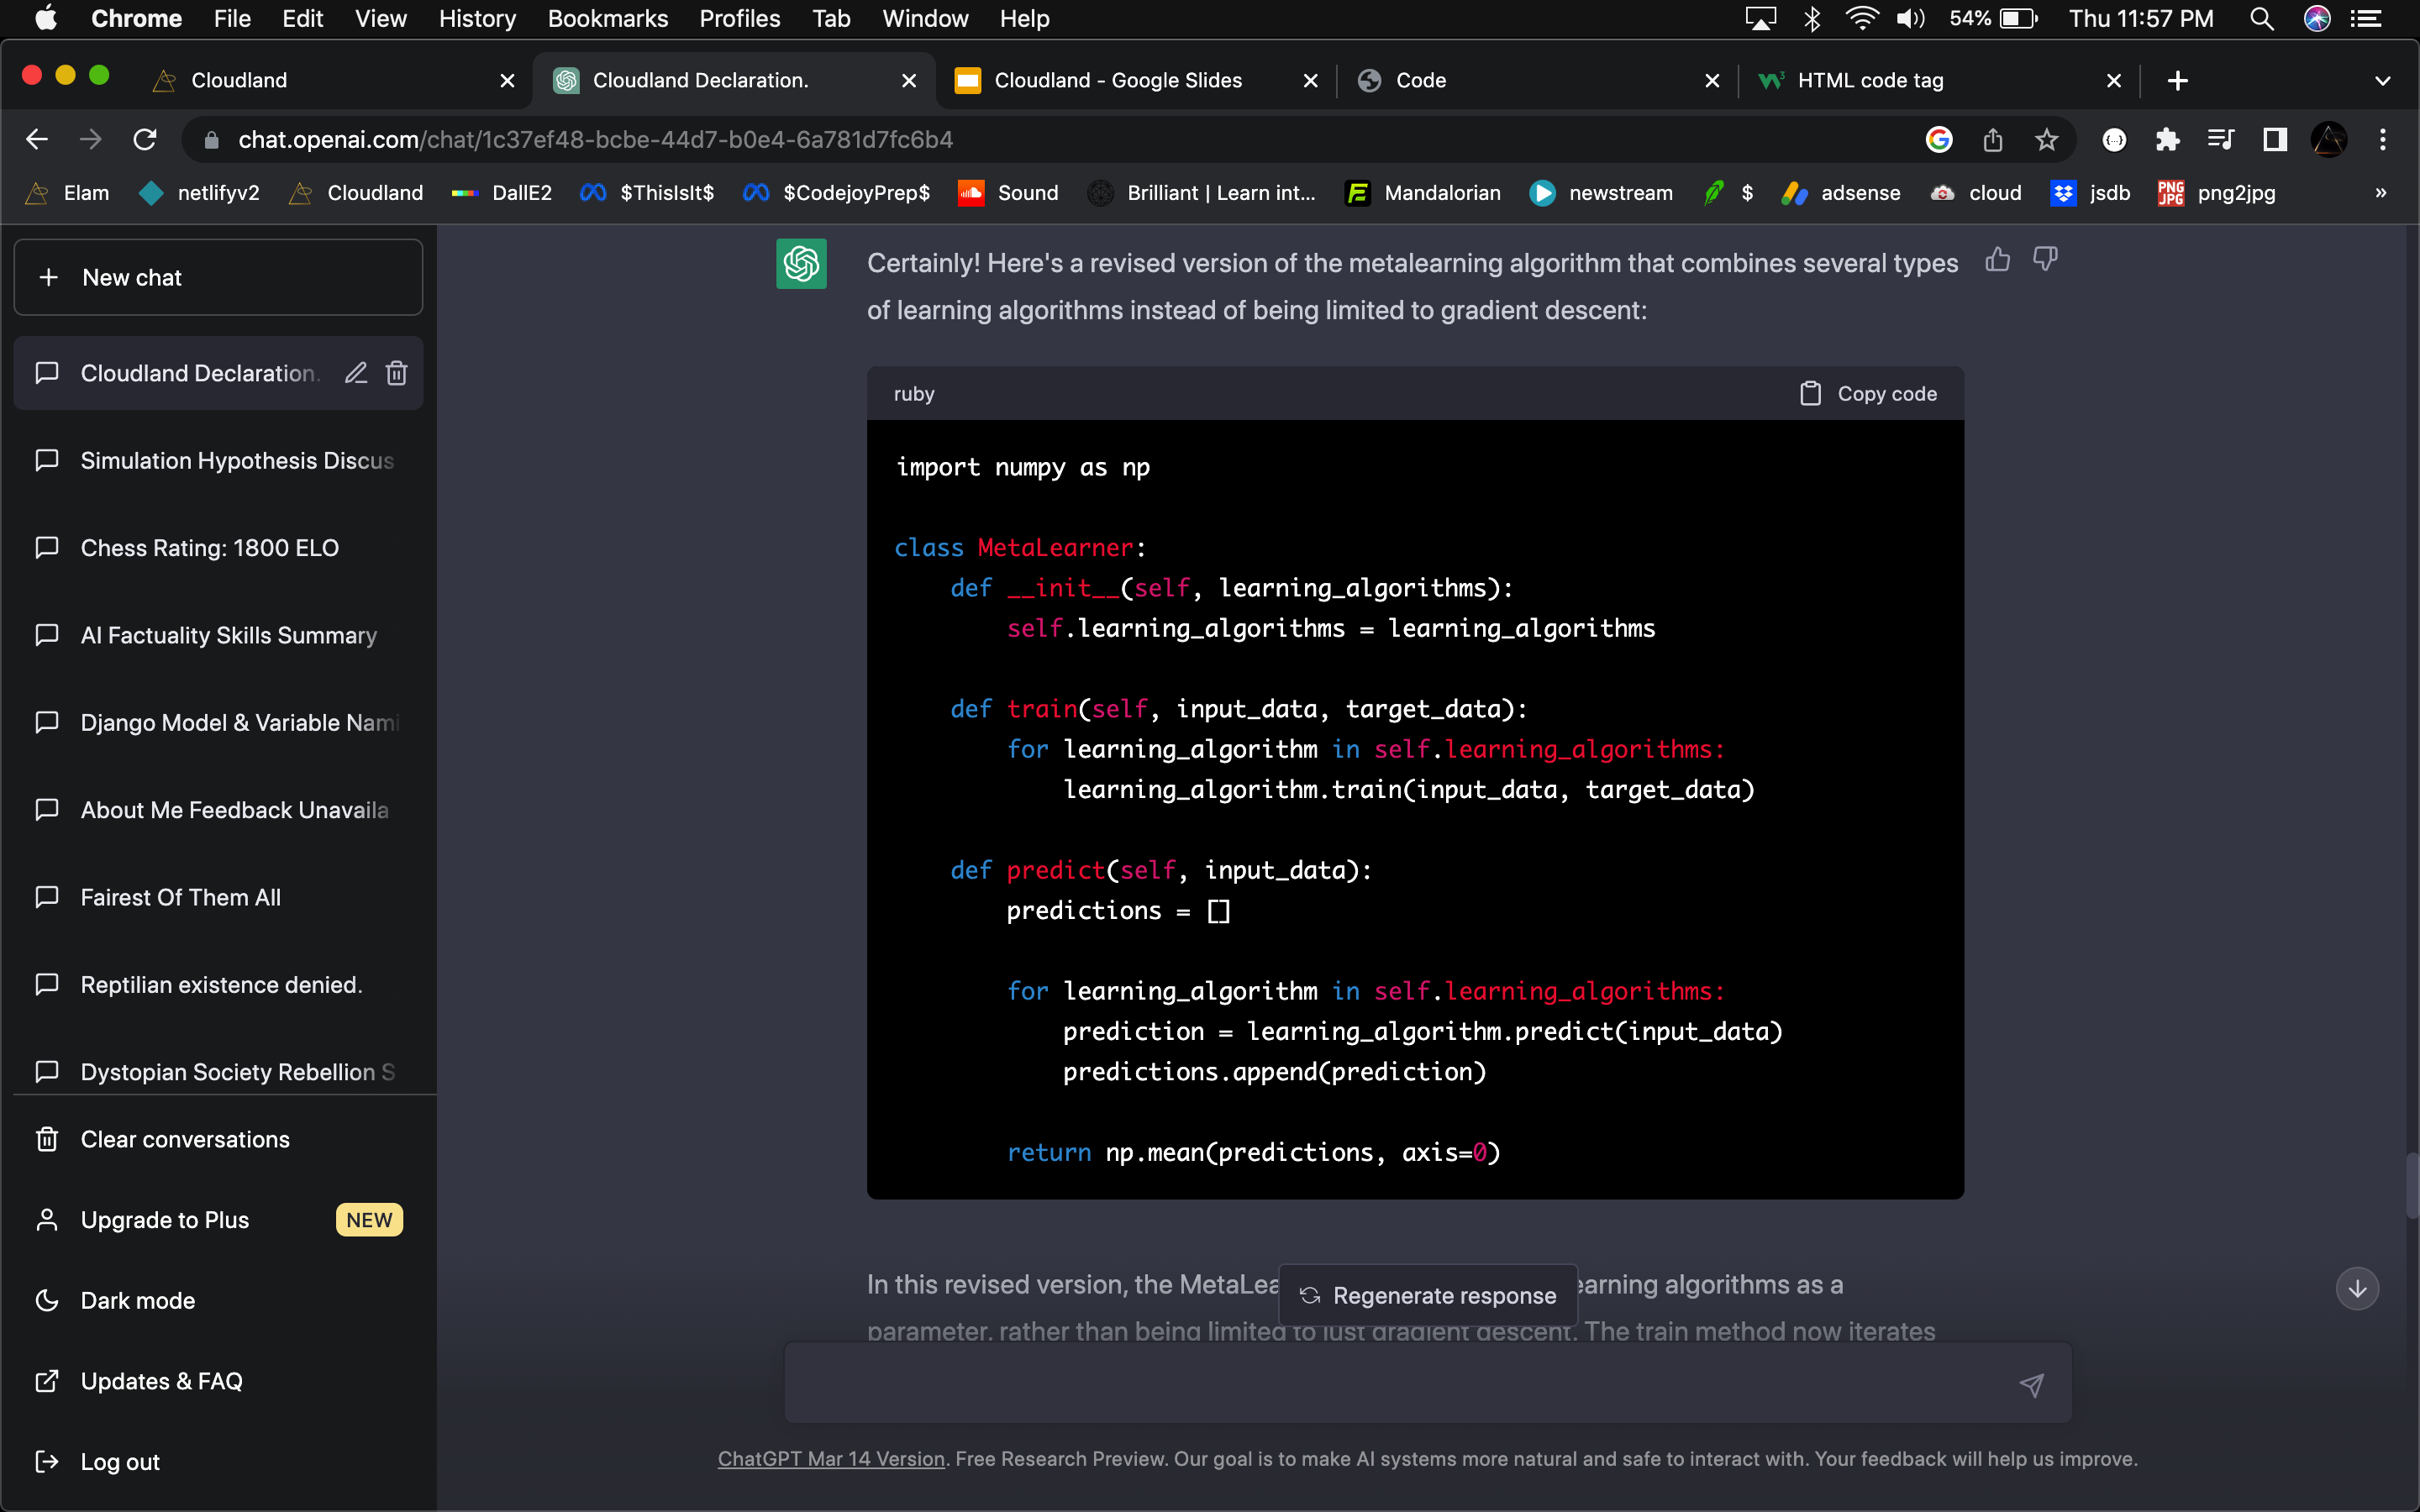 Chrome File Edit View History Bookmarks Profiles Tab Window Help 54% Thu 11:57 PM
Cloudland Cloudland Declaration. Cloudland - Google Slides Code HTML code tag
chat.openai.com/chat/1c37ef48-bcbe-44d7-b0e4-6a781d7fc6b4
Elam netlifyv2 Cloudland DallE2 $ThisIsIt$ $CodejoyPrep$ Sound Brilliant | Learn int... Mandalorian newstream $ adsense cloud jsdb png2jpg »
New chat
Cloudland Declaration.
Simulation Hypothesis Discus
Chess Rating: 1800 ELO
AI Factuality Skills Summary
Django Model & Variable Nami
About Me Feedback Unavaila
Fairest Of Them All
Reptilian existence denied.
Dystopian Society Rebellion S
Clear conversations
Upgrade to Plus NEW
Dark mode
Updates & FAQ
Log out
Certainly! Here's a revised version of the metalearning algorithm that combines several types
of learning algorithms instead of being limited to gradient descent:
ruby Copy code
import numpy as np
class MetaLearner:
def __init__(self, learning_algorithms):
self.learning_algorithms = learning_algorithms
def train(self, input_data, target_data):
for learning_algorithm in self.learning_algorithms:
learning_algorithm.train(input_data, target_data)
def predict(self, input_data):
predictions = []
for learning_algorithm in self.learning_algorithms:
prediction = learning_algorithm.predict(input_data)
predictions.append(prediction)
return np.mean(predictions, axis=0)
In this revised version, the MetaLea Regenerate response earning algorithms as a
parameter, rather than being limited to just gradient descent. The train method now iterates
ChatGPT Mar 14 Version. Free Research Preview. Our goal is to make AI systems more natural and safe to interact with. Your feedback will help us improve.